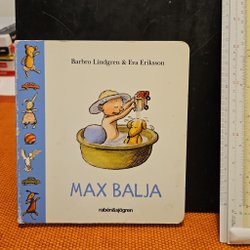 Barbro Lindgren & Eva Eriksson
MAX BALJA
rabén&sjögren